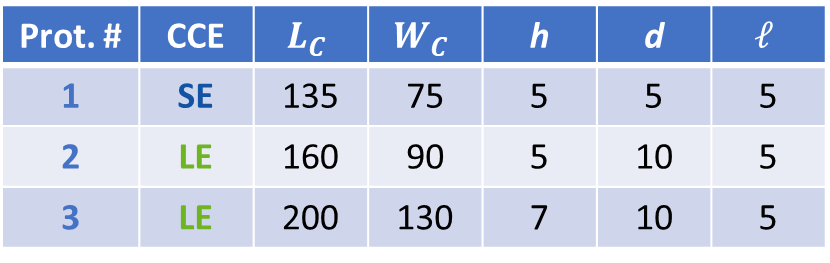 Prot. # CCE L_C W_C h d ℓ
1 SE 135 75 5 5 5
2 LE 160 90 5 10 5
3 LE 200 130 7 10 5